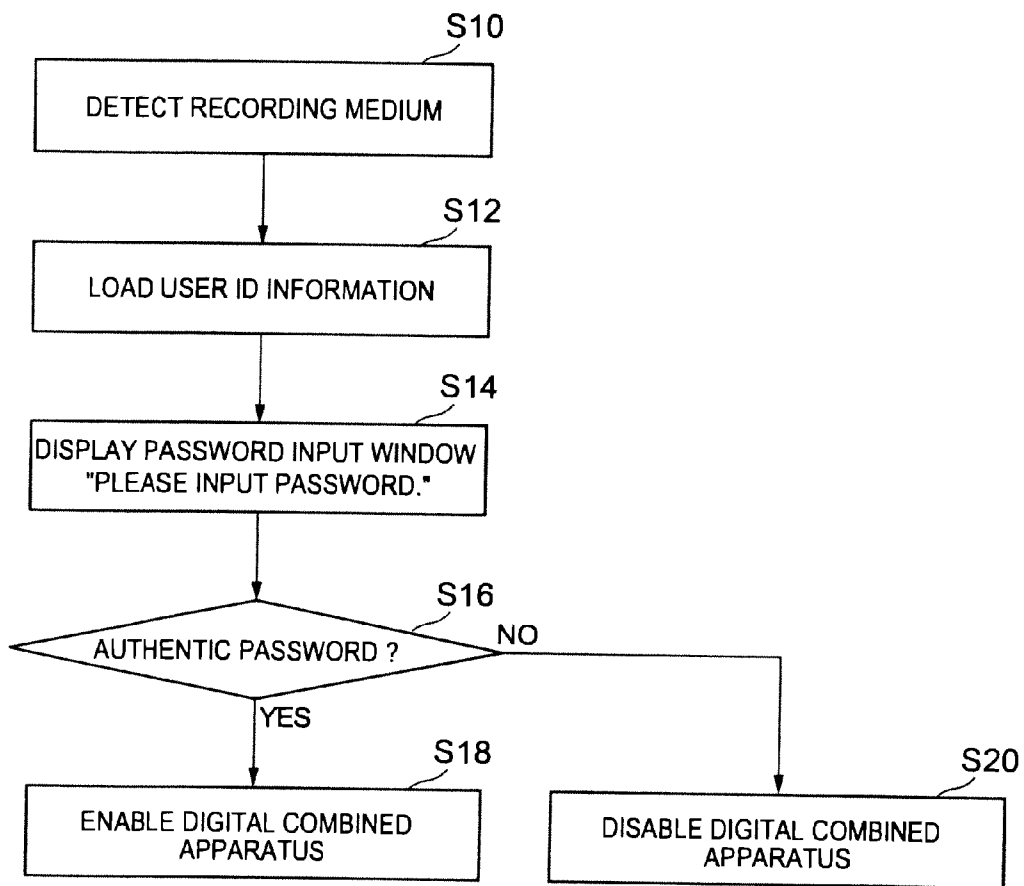 S10
DETECT RECORDING MEDIUM
S12
LOAD USER ID INFORMATION
S14
DISPLAY PASSWORD INPUT WINDOW
"PLEASE INPUT PASSWORD."
S16
AUTHENTIC PASSWORD ?
NO
YES
S18
ENABLE DIGITAL COMBINED
APPARATUS
S20
DISABLE DIGITAL COMBINED
APPARATUS